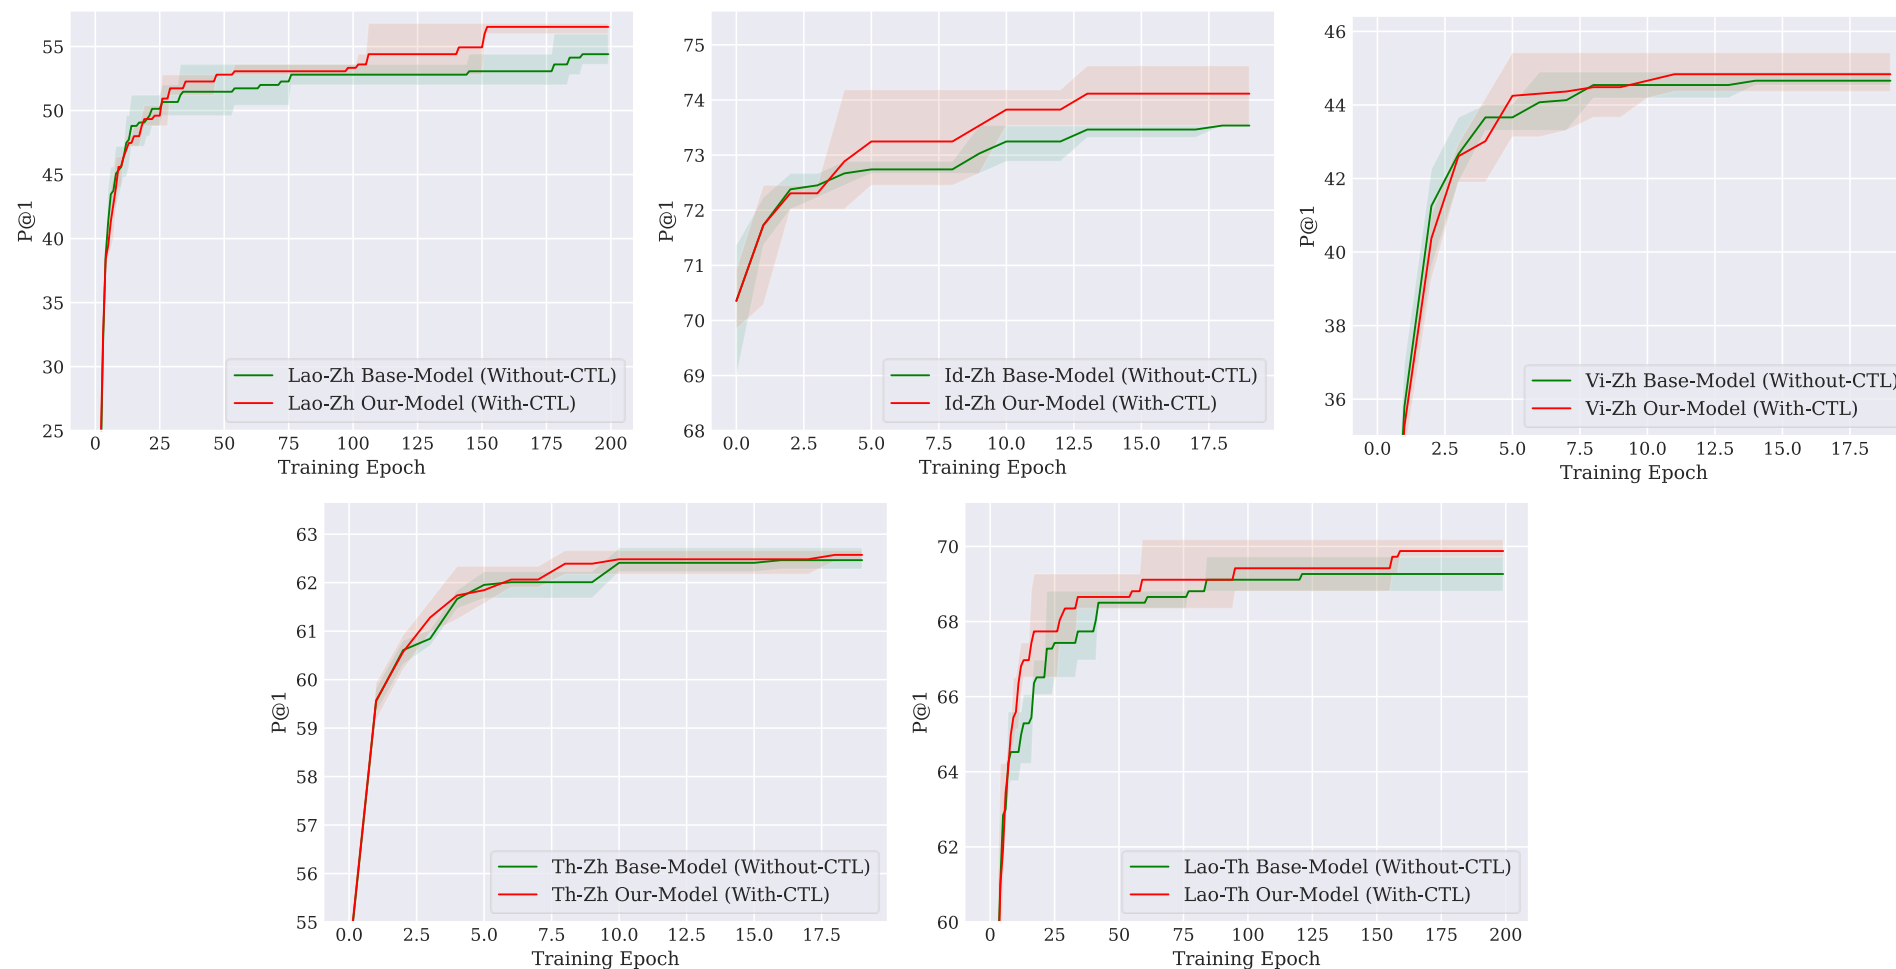 55
50
45
40
35
30
25
P@1
0 25 50 75 100 125 150 175 200
Training Epoch
Lao-Zh Base-Model (Without-CTL)
Lao-Zh Our-Model (With-CTL)
75
74
73
72
71
70
69
68
P@1
0.0 2.5 5.0 7.5 10.0 12.5 15.0 17.5
Training Epoch
Id-Zh Base-Model (Without-CTL)
Id-Zh Our-Model (With-CTL)
46
44
42
40
38
36
P@1
0.0 2.5 5.0 7.5 10.0 12.5 15.0 17.5
Training Epoch
Vi-Zh Base-Model (Without-CTL)
Vi-Zh Our-Model (With-CTL)
63
62
61
60
59
58
57
56
55
P@1
0.0 2.5 5.0 7.5 10.0 12.5 15.0 17.5
Training Epoch
Th-Zh Base-Model (Without-CTL)
Th-Zh Our-Model (With-CTL)
70
68
66
64
62
60
P@1
0 25 50 75 100 125 150 175 200
Training Epoch
Lao-Th Base-Model (Without-CTL)
Lao-Th Our-Model (With-CTL)